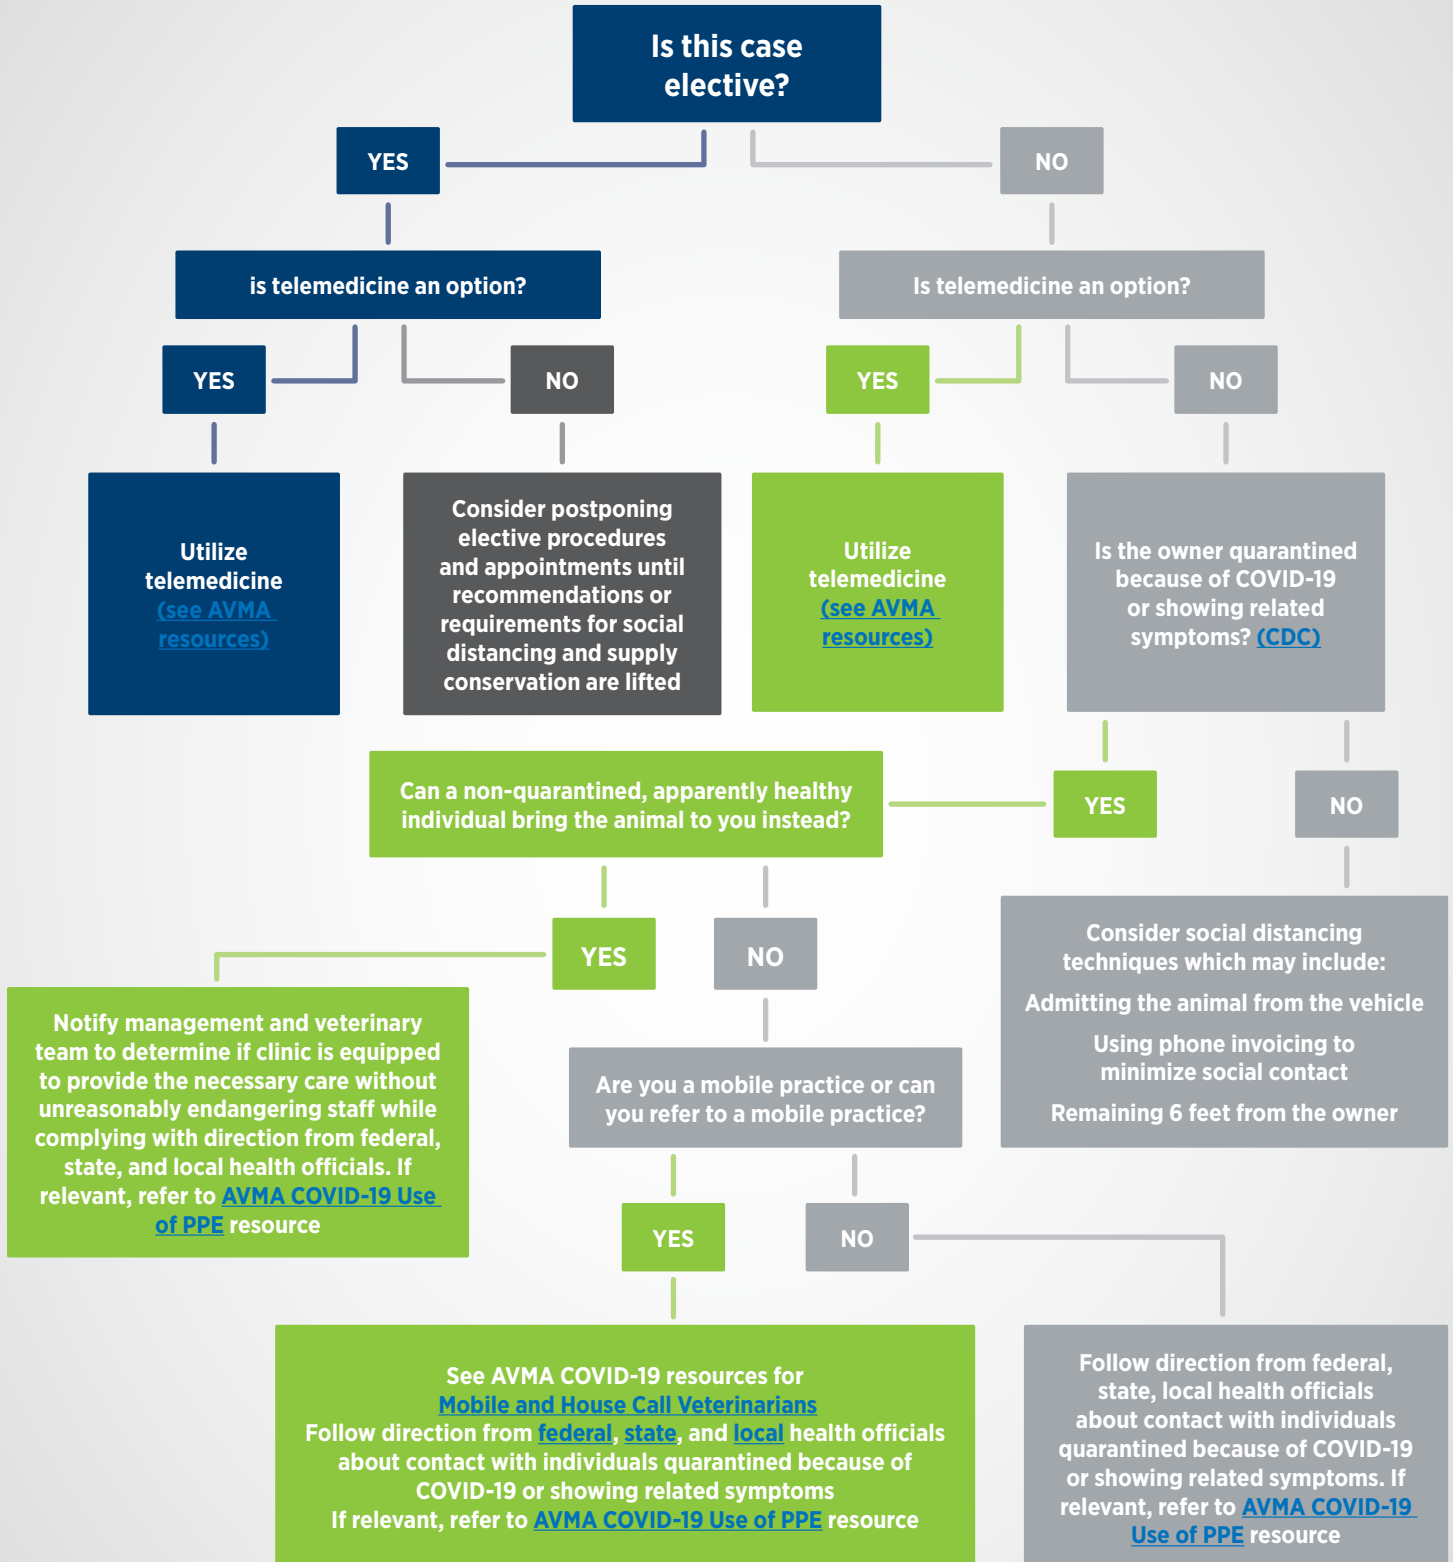 Is this case
elective?
YES
NO
is telemedicine an option?
Is telemedicine an option?
YES
NO
YES
NO
Utilize
telemedicine
(see AVMA
resources)
Consider postponing
elective procedures
and appointments until
recommendations or
requirements for social
distancing and supply
conservation are lifted
Utilize
telemedicine
(see AVMA
resources)
Is the owner quarantined
because of COVID-19
or showing related
symptoms? (CDC)
Can a non-quarantined, apparently healthy
individual bring the animal to you instead?
YES
NO
YES
NO
Consider social distancing
techniques which may include:
Admitting the animal from the vehicle
Using phone invoicing to
minimize social contact
Remaining 6 feet from the owner
Notify management and veterinary
team to determine if clinic is equipped
to provide the necessary care without
unreasonably endangering staff while
complying with direction from federal,
state, and local health officials. If
relevant, refer to AVMA COVID-19 Use
of PPE resource
Are you a mobile practice or can
you refer to a mobile practice?
YES
NO
See AVMA COVID-19 resources for
Mobile and House Call Veterinarians
Follow direction from federal, state, and local health officials
about contact with individuals quarantined because of
COVID-19 or showing related symptoms
If relevant, refer to AVMA COVID-19 Use of PPE resource
Follow direction from federal,
state, local health officials
about contact with individuals
quarantined because of COVID-19
or showing related symptoms. If
relevant, refer to AVMA COVID-19
Use of PPE resource